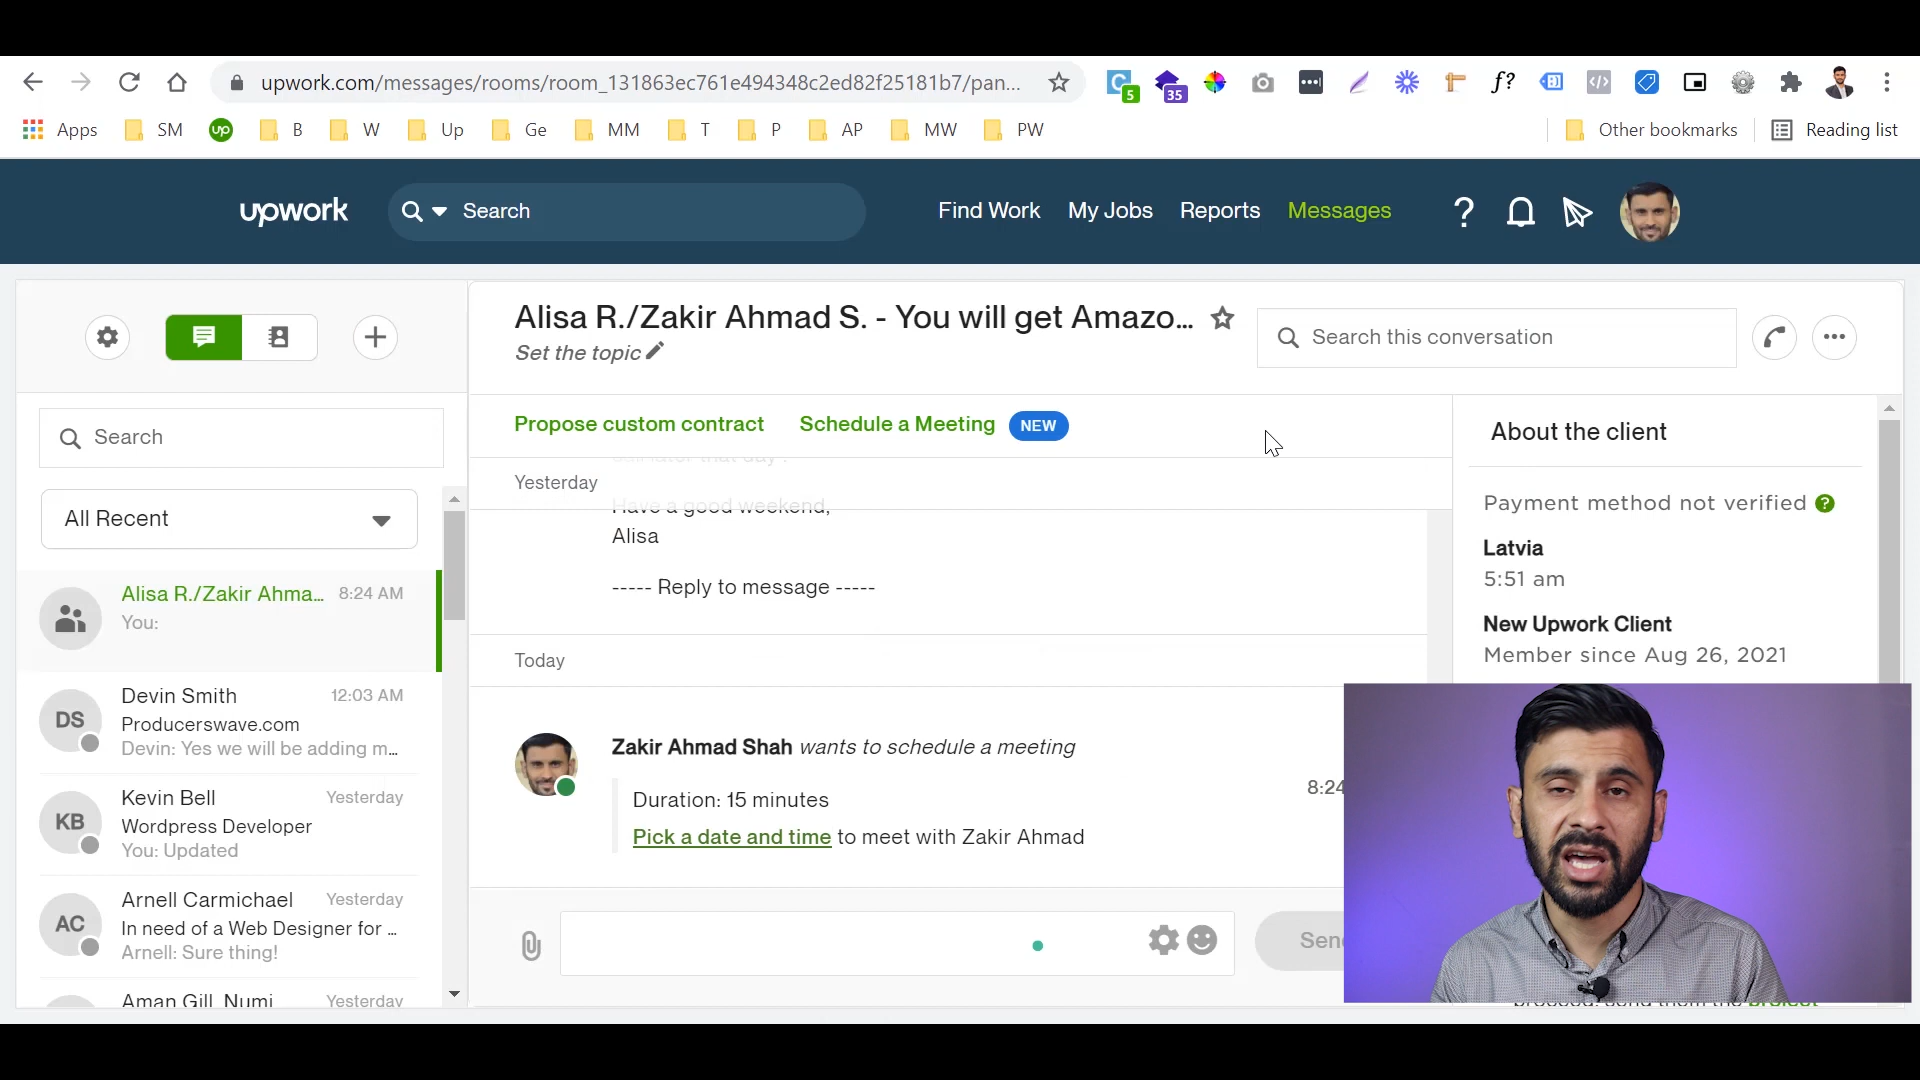 upwork.com/messages/rooms/room_131863ec761e494348c2ed82f25181b7/pan...
5
35
f?
Apps
SM
up
B
W
Up
Ge
MM
T
P
AP
MW
PW
Other bookmarks
Reading list
upwork
Search
Find Work
My Jobs
Reports
Messages
?
Alisa R./Zakir Ahmad S. - You will get Amazo...
Set the topic
Search this conversation
Search
All Recent
Alisa R./Zakir Ahma... 8:24 AM
You:
DS
Devin Smith 12:03 AM
Producerswave.com
Devin: Yes we will be adding m...
KB
Kevin Bell Yesterday
Wordpress Developer
You: Updated
AC
Arnell Carmichael Yesterday
In need of a Web Designer for ...
Arnell: Sure thing!
Aman Gill, Numi Yesterday
Propose custom contract Schedule a Meeting NEW
Yesterday
Have a good weekend,
Alisa
----- Reply to message -----
Today
Zakir Ahmad Shah wants to schedule a meeting
8:24
Duration: 15 minutes
Pick a date and time to meet with Zakir Ahmad
Sen
About the client
Payment method not verified ?
Latvia
5:51 am
New Upwork Client
Member since Aug 26, 2021